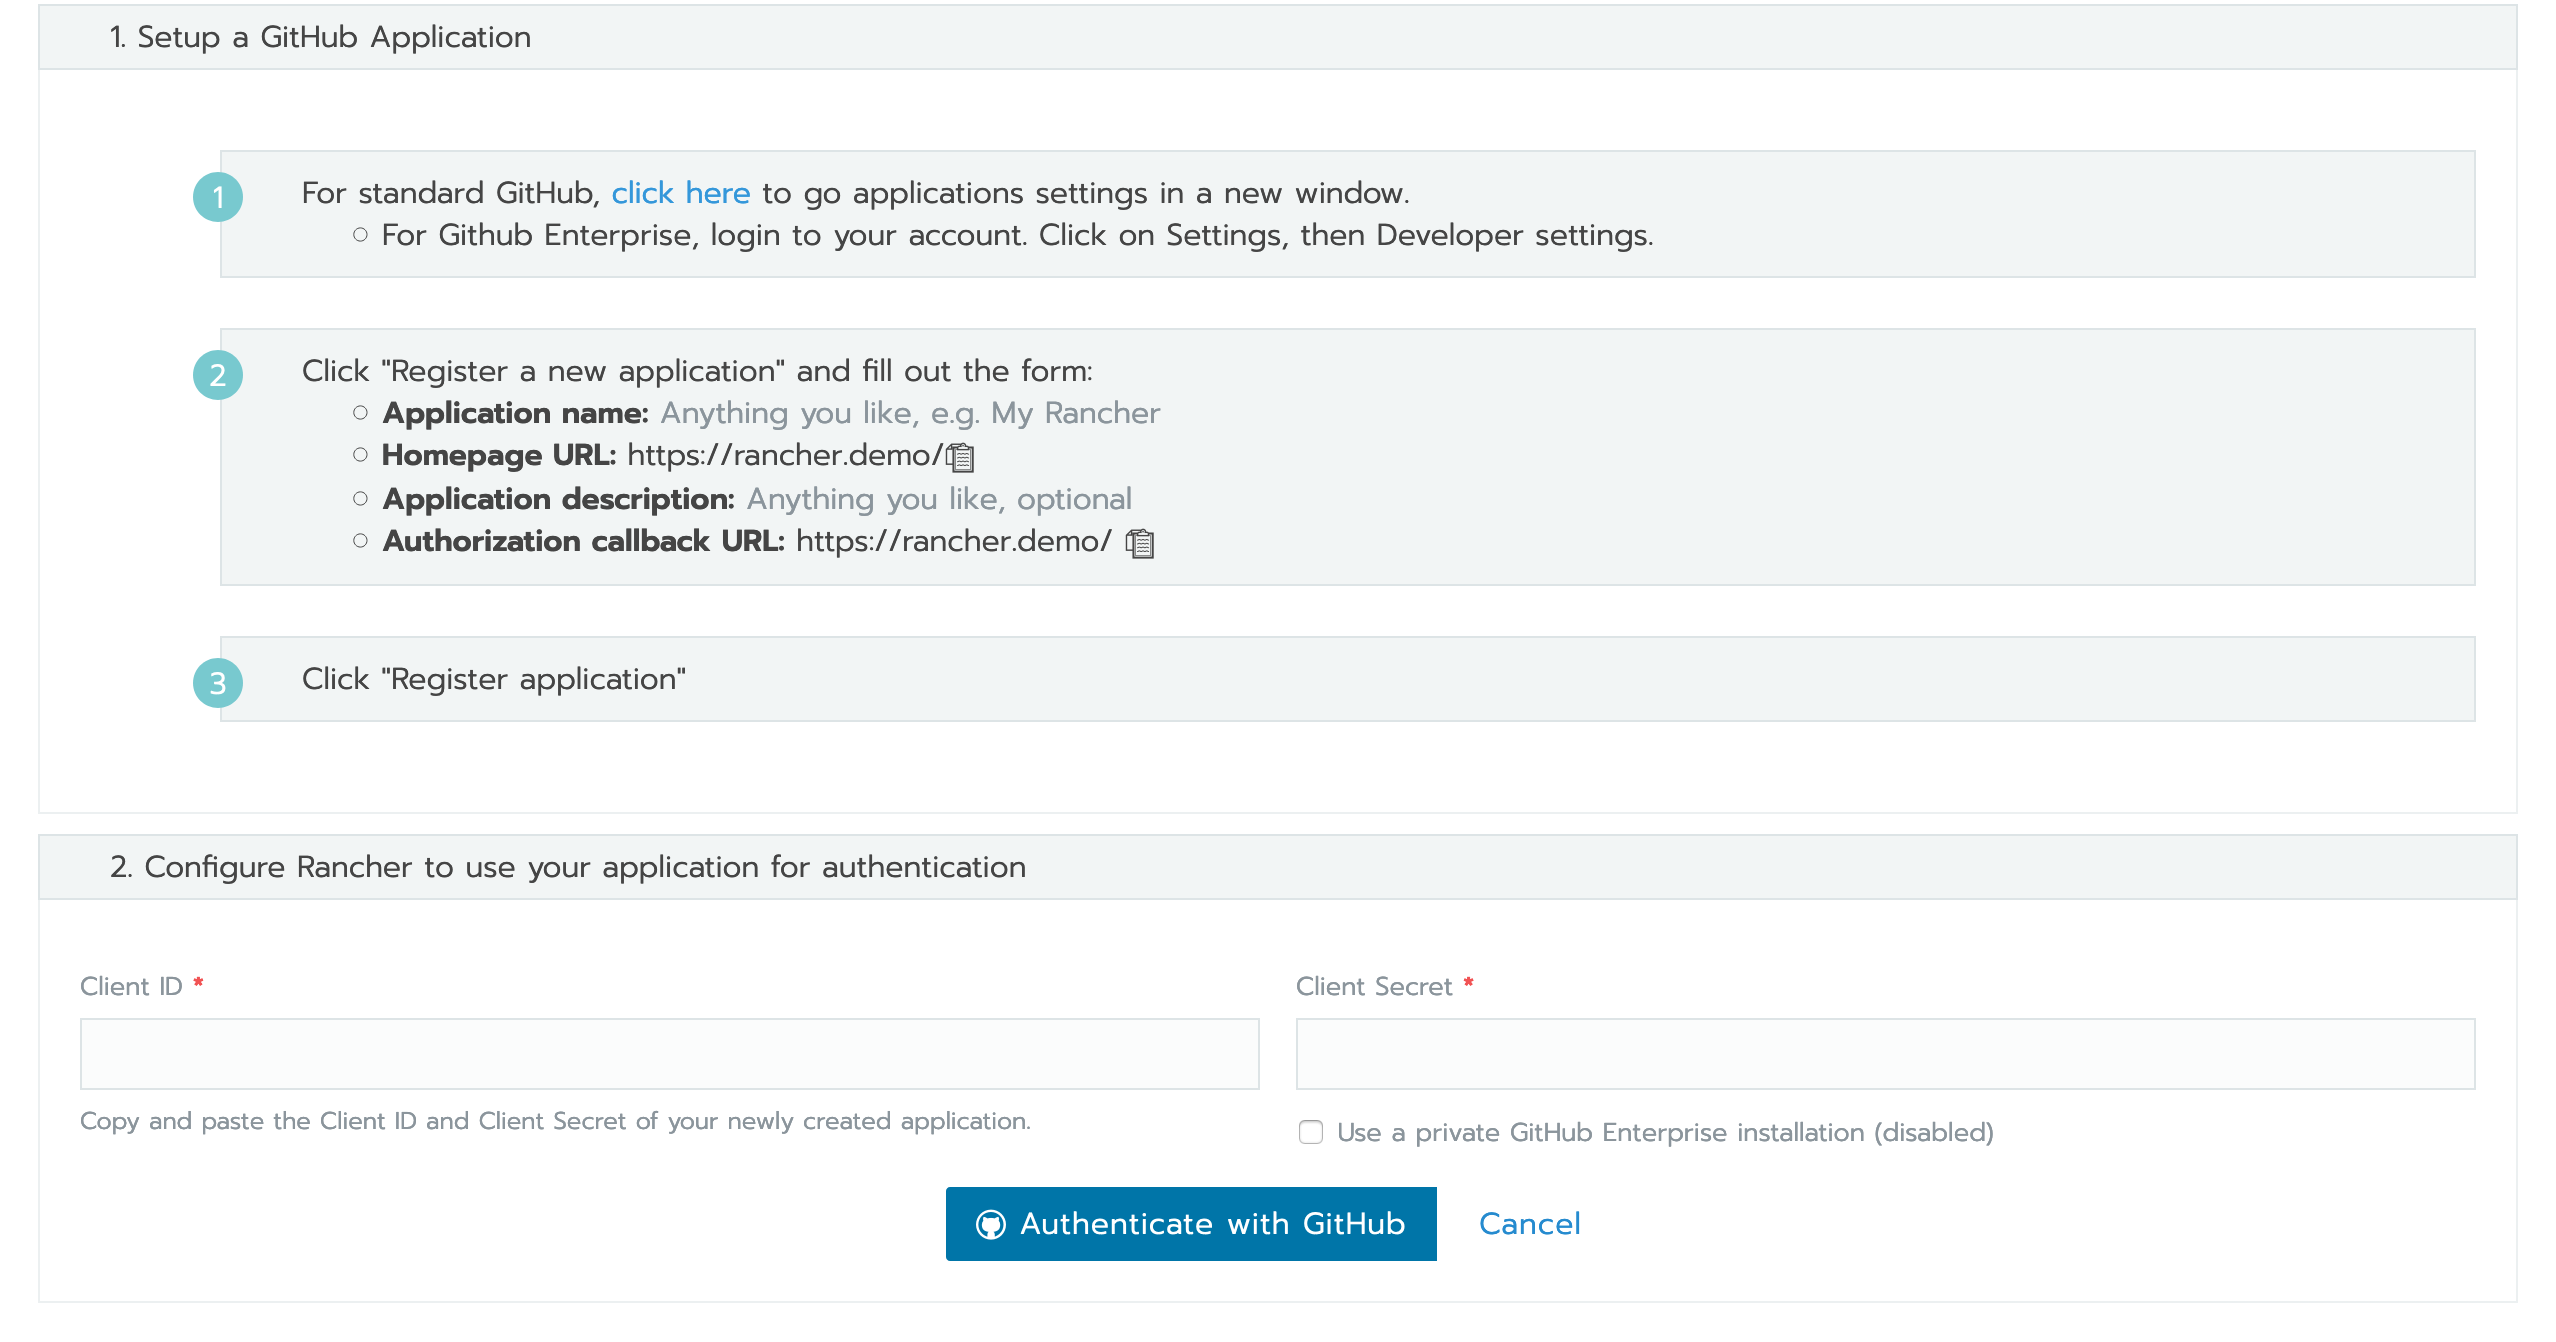 1. Setup a GitHub Application
1
For standard GitHub, click here to go applications settings in a new window.
For Github Enterprise, login to your account. Click on Settings, then Developer settings.
2
Click "Register a new application" and fill out the form:
Application name: Anything you like, e.g. My Rancher
Homepage URL: https://rancher.demo/
Application description: Anything you like, optional
Authorization callback URL: https://rancher.demo/
3
Click "Register application"
2. Configure Rancher to use your application for authentication
Client ID *
Client Secret *
Copy and paste the Client ID and Client Secret of your newly created application.
Use a private GitHub Enterprise installation (disabled)
Authenticate with GitHub
Cancel